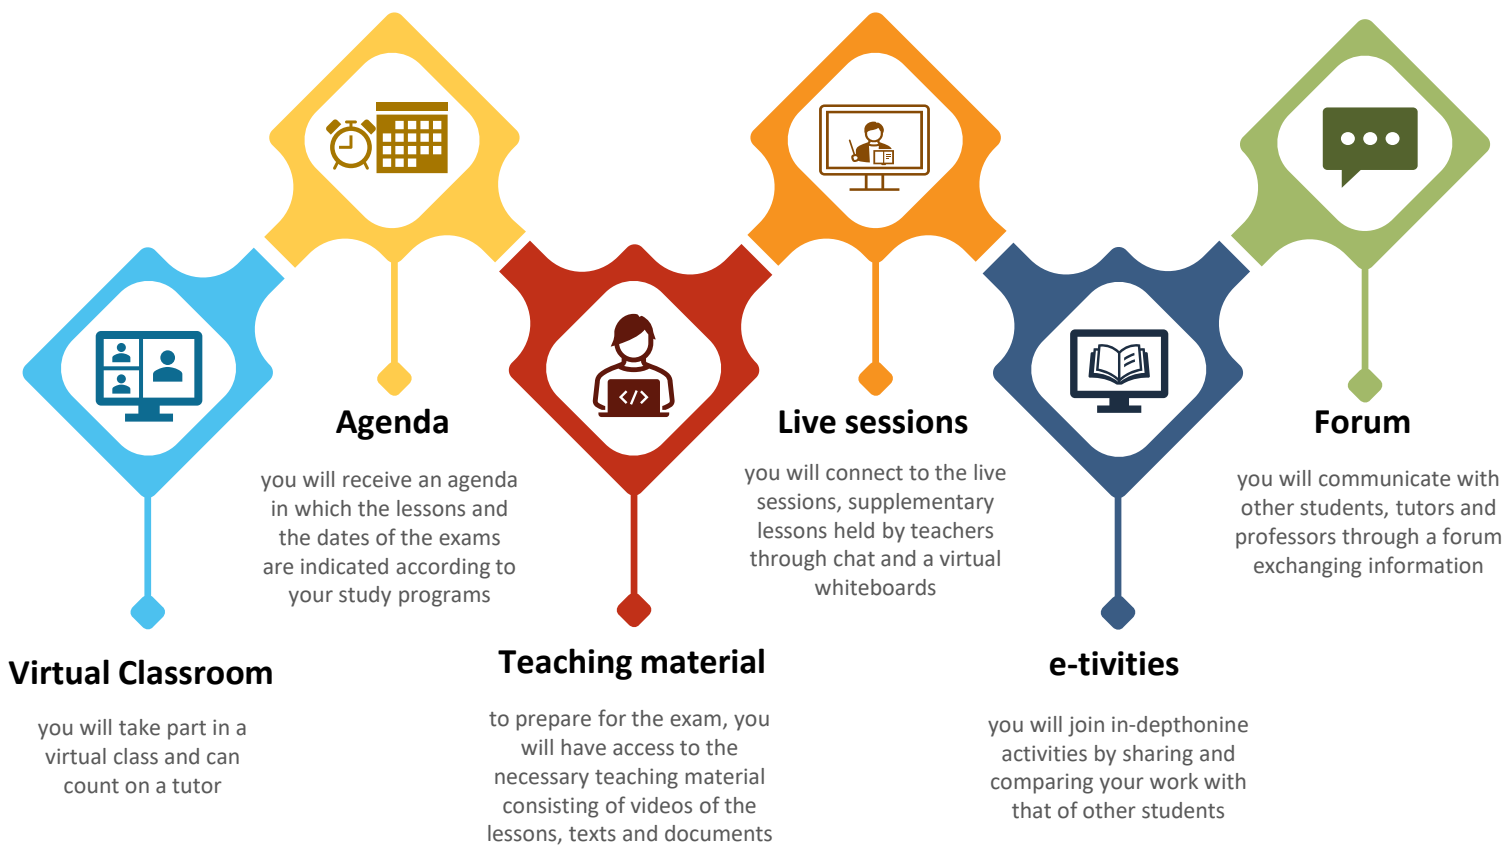 Virtual Classroom
you will take part in a
virtual class and can
count on a tutor
Agenda
you will receive an agenda
in which the lessons and
the dates of the exams
are indicated according to
your study programs
Teaching material
to prepare for the exam, you
will have access to the
necessary teaching material
consisting of videos of the
lessons, texts and documents
</>
Live sessions
you will connect to the live
sessions, supplementary
lessons held by teachers
through chat and a virtual
whiteboards
e-tivities
you will join in-depthonine
activities by sharing and
comparing your work with
that of other students
Forum
you will communicate with
other students, tutors and
professors through a forum
exchanging information